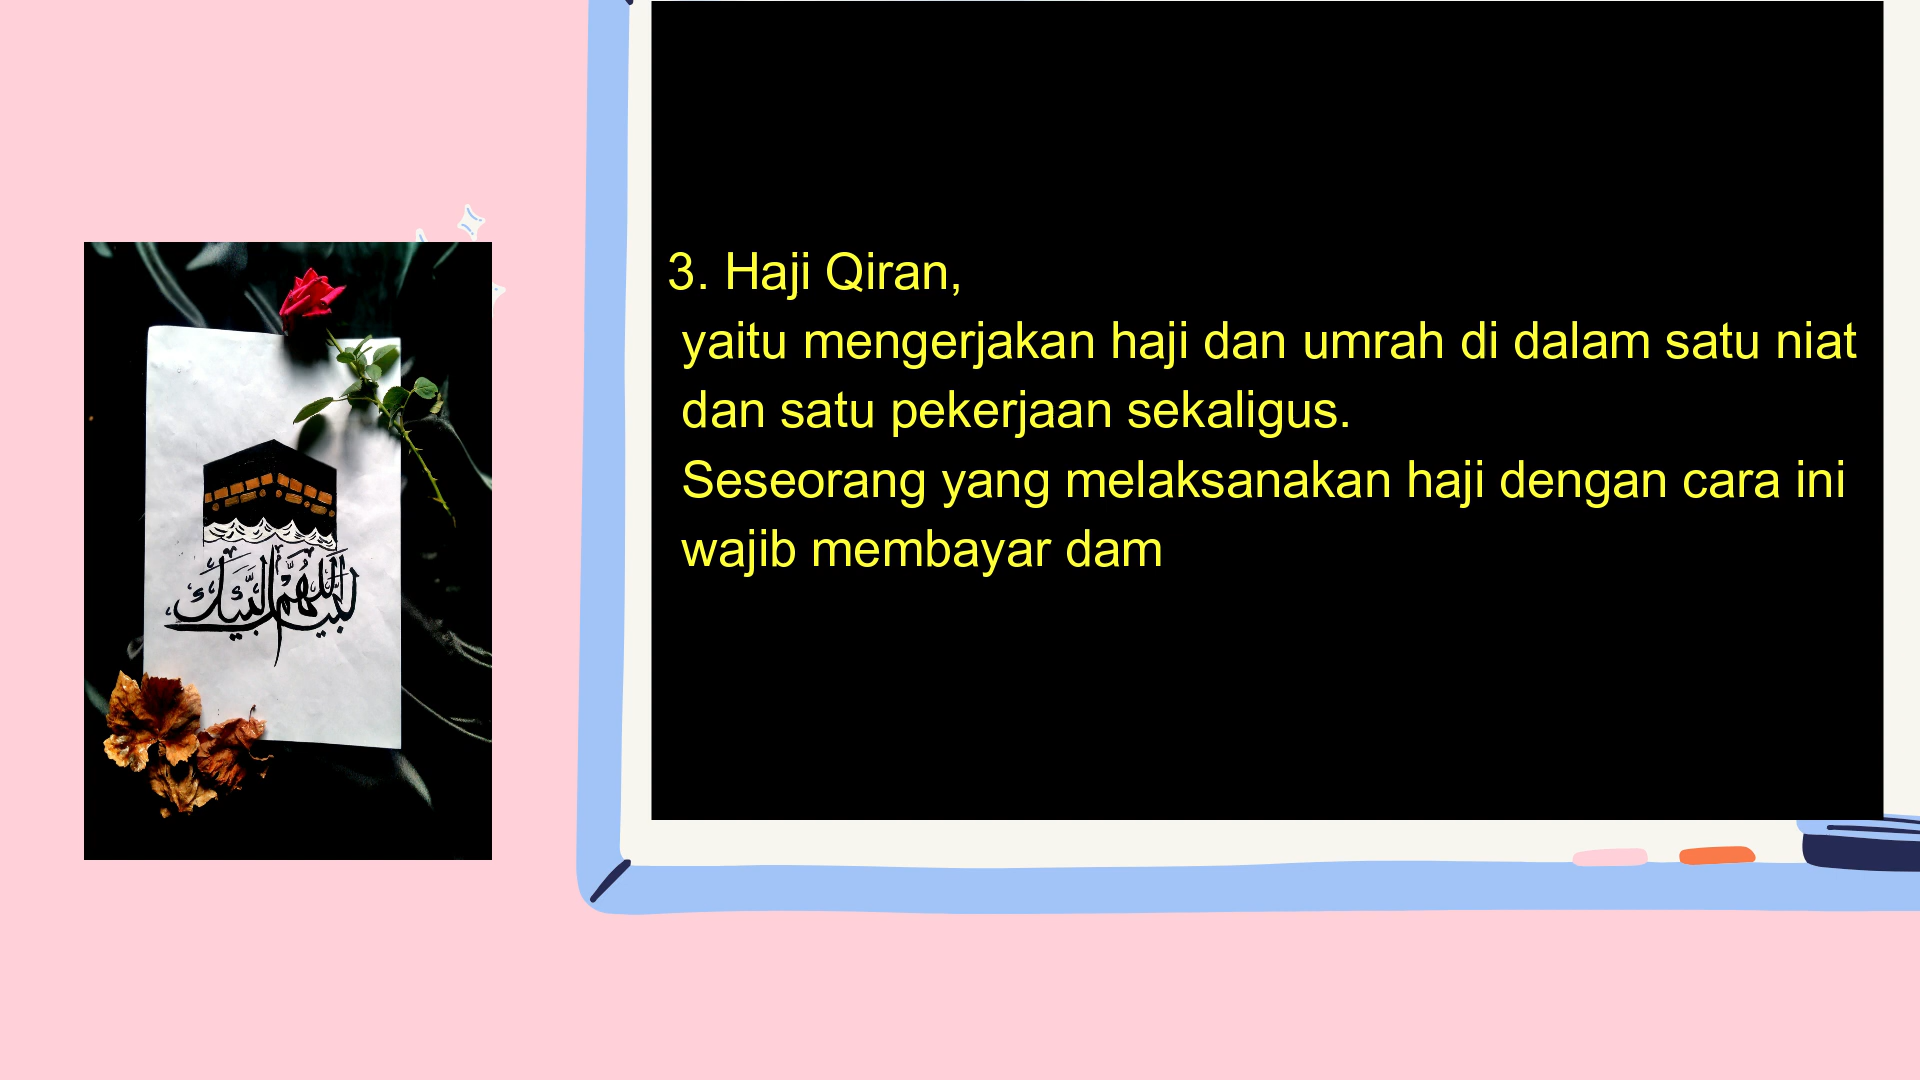 لبيك اللهم لبيك
3. Haji Qiran,
yaitu mengerjakan haji dan umrah di dalam satu niat
dan satu pekerjaan sekaligus.
Seseorang yang melaksanakan haji dengan cara ini
wajib membayar dam